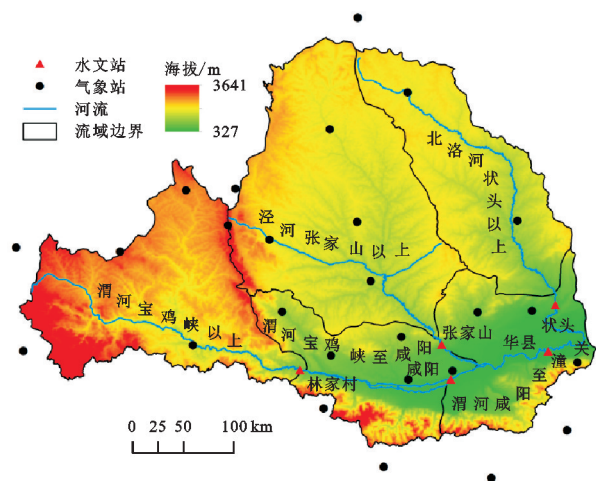 水文站
气象站
河流
流域边界
海拔/m
3641
327
北洛河状头以上
泾河张家山以上
渭河宝鸡峡以上
渭河宝鸡峡至咸阳
张家山
状头
华县
咸阳
林家村
渭河咸阳至潼关
0 25 50 100 km